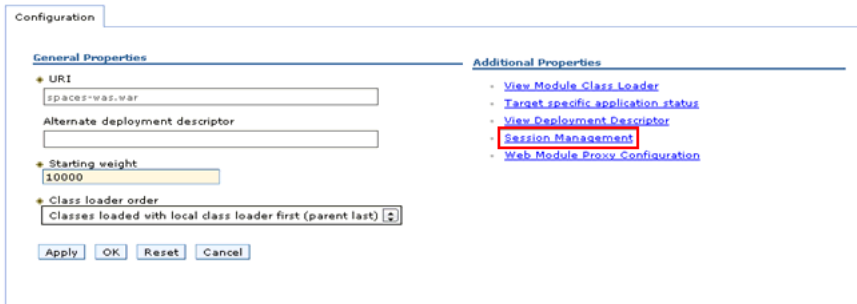 Configuration
General Properties
URI
spaces-was.war
Alternate deployment descriptor
Starting weight
10000
Class loader order
Classes loaded with local class loader first (parent last)
Apply OK Reset Cancel
Additional Properties
View Module Class Loader
Target specific application status
View Deployment Descriptor
Session Management
Web Module Proxy Configuration